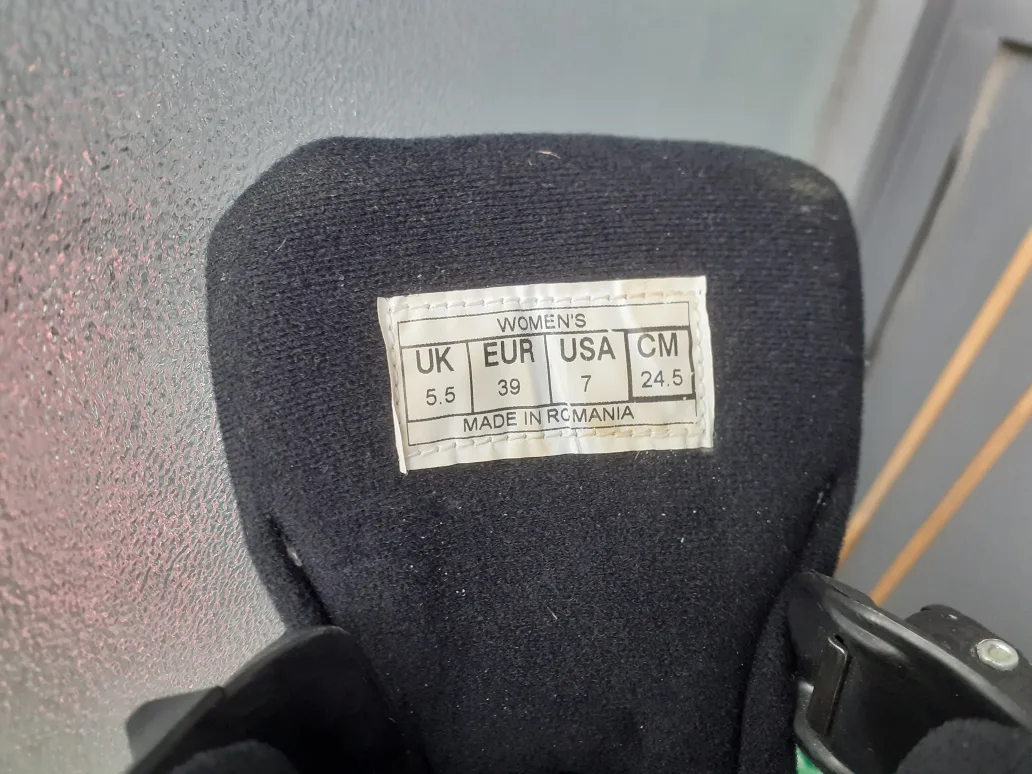 WOMEN'S
UK EUR USA CM
5.5 39 7 24.5
MADE IN ROMANIA